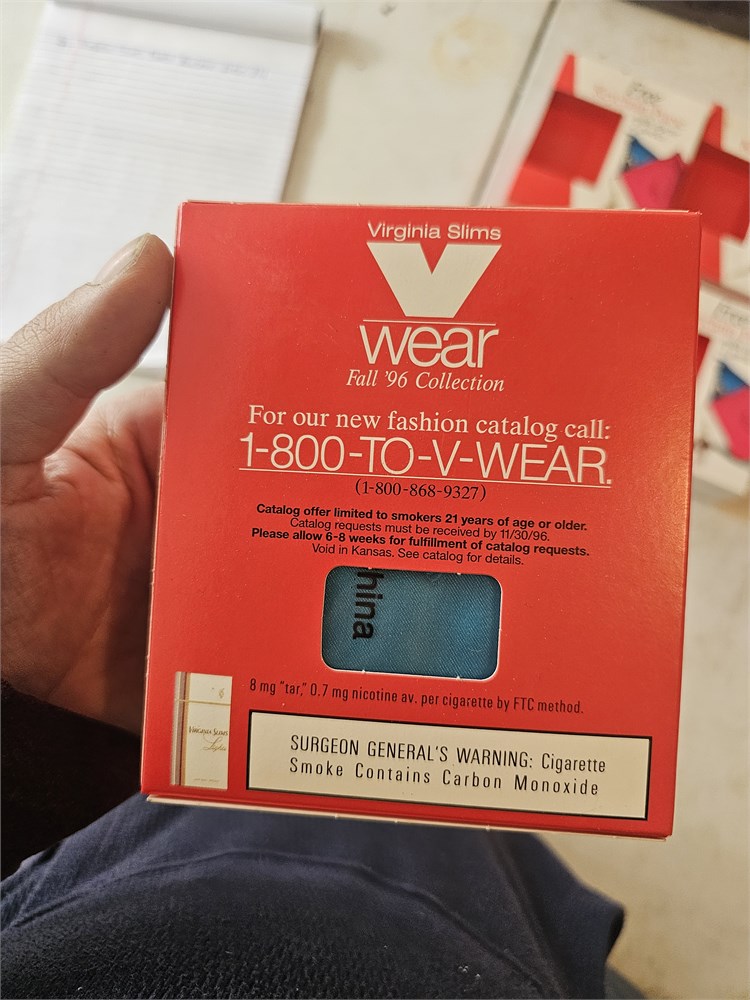 Virginia Slims
V
wear
Fall '96 Collection
For our new fashion catalog call:
1-800-TO-V-WEAR.
(1-800-868-9327)
Catalog offer limited to smokers 21 years of age or older.
Catalog requests must be received by 11/30/96.
Please allow 6-8 weeks for fulfillment of catalog requests.
Void in Kansas. See catalog for details.
hina
8 mg "tar," 0.7 mg nicotine av. per cigarette by FTC method.
VIRGINIA SLIMS
Lights
SURGEON GENERAL'S WARNING: Cigarette
Smoke Contains Carbon Monoxide
Free